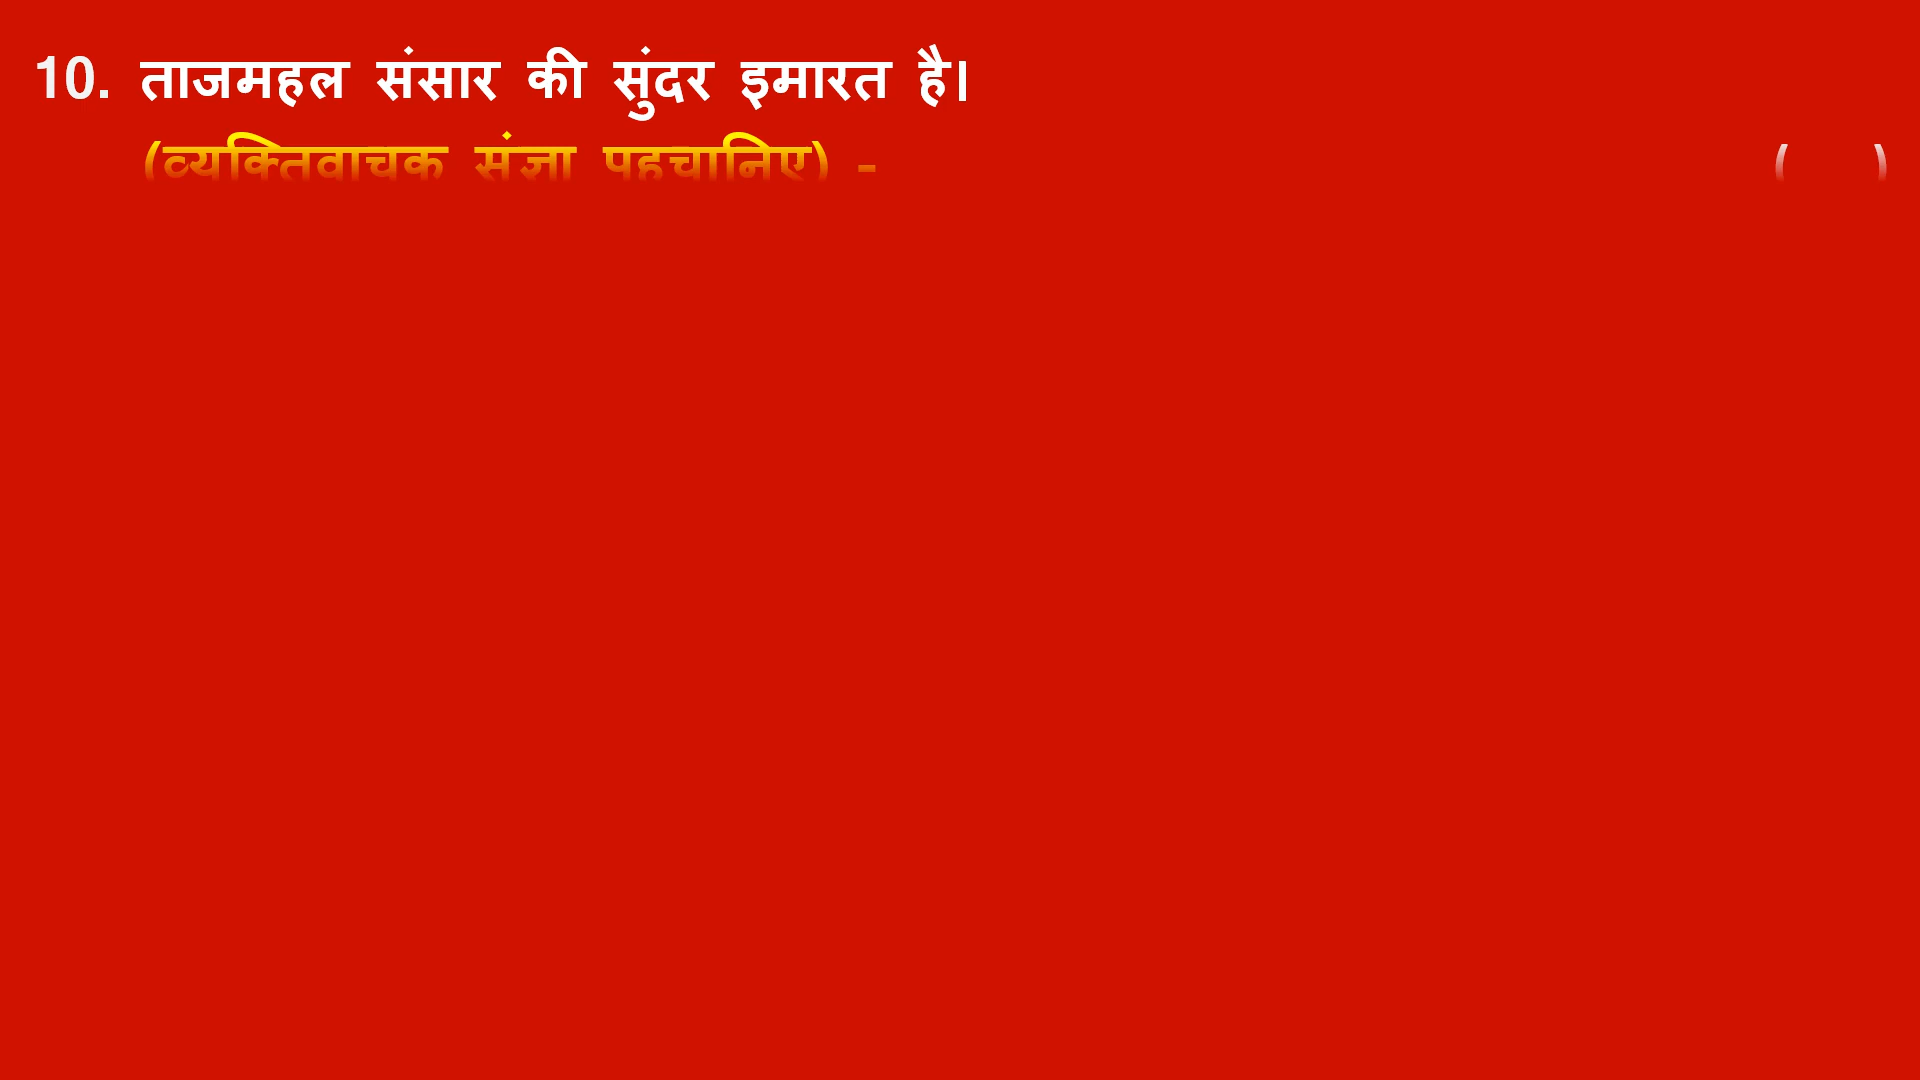 10. ताजमहल संसार की सुंदर इमारत है।
(व्यक्तिवाचक संज्ञा पहचानिए) - ( )